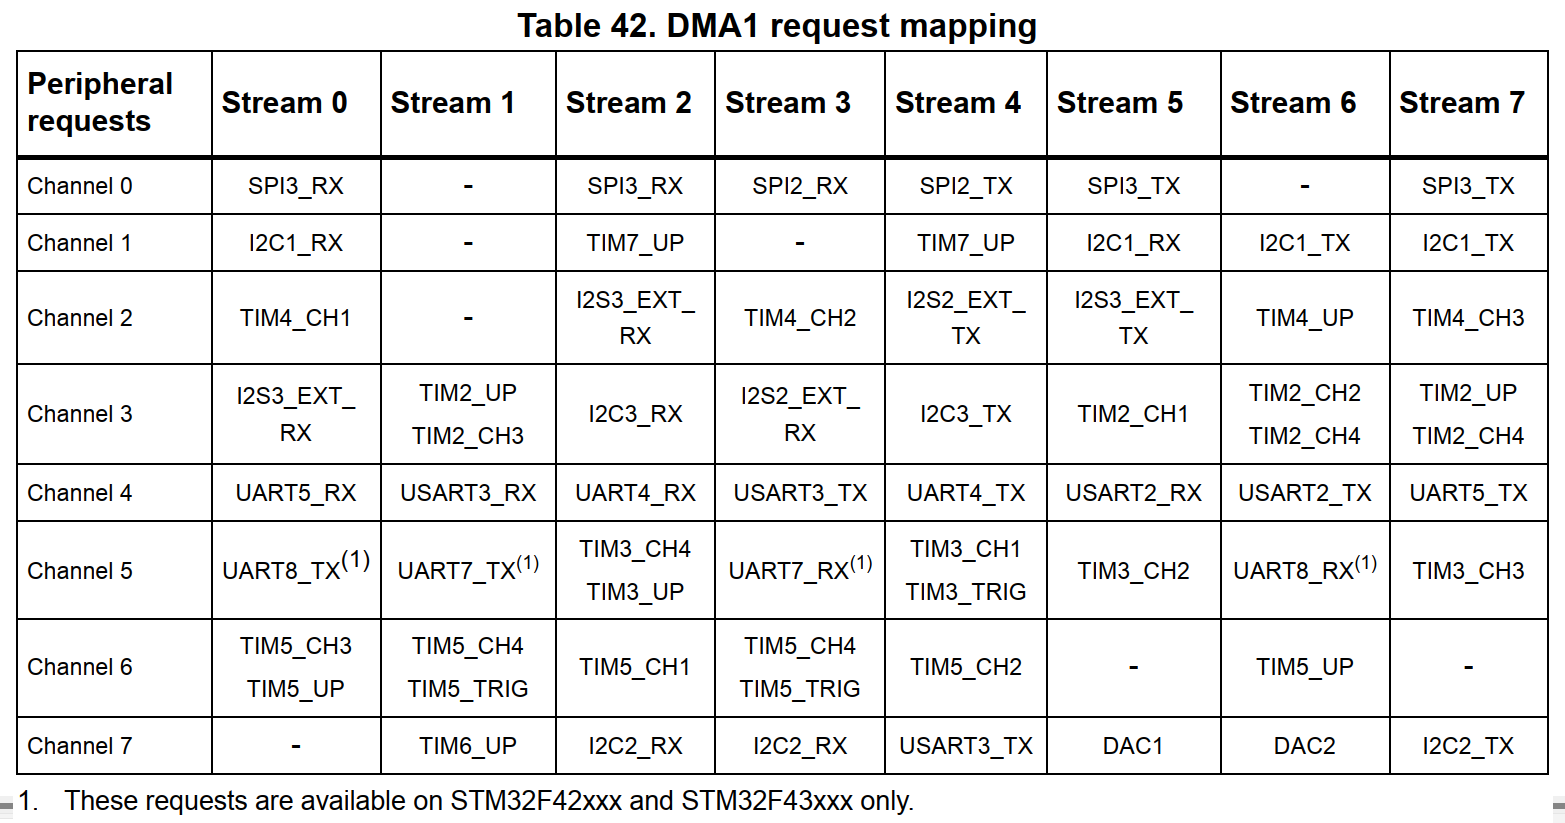 Table 42. DMA1 request mapping
Peripheral requests | Stream 0 | Stream 1 | Stream 2 | Stream 3 | Stream 4 | Stream 5 | Stream 6 | Stream 7
Channel 0 | SPI3_RX | - | SPI3_RX | SPI2_RX | SPI2_TX | SPI3_TX | - | SPI3_TX
Channel 1 | I2C1_RX | - | TIM7_UP | - | TIM7_UP | I2C1_RX | I2C1_TX | I2C1_TX
Channel 2 | TIM4_CH1 | - | I2S3_EXT_RX | TIM4_CH2 | I2S2_EXT_TX | I2S3_EXT_TX | TIM4_UP | TIM4_CH3
Channel 3 | I2S3_EXT_RX | TIM2_UP TIM2_CH3 | I2C3_RX | I2S2_EXT_RX | I2C3_TX | TIM2_CH1 | TIM2_CH2 TIM2_CH4 | TIM2_UP TIM2_CH4
Channel 4 | UART5_RX | USART3_RX | UART4_RX | USART3_TX | UART4_TX | USART2_RX | USART2_TX | UART5_TX
Channel 5 | UART8_TX(1) | UART7_TX(1) | TIM3_CH4 TIM3_UP | UART7_RX(1) | TIM3_CH1 TIM3_TRIG | TIM3_CH2 | UART8_RX(1) | TIM3_CH3
Channel 6 | TIM5_CH3 TIM5_UP | TIM5_CH4 TIM5_TRIG | TIM5_CH1 | TIM5_CH4 TIM5_TRIG | TIM5_CH2 | - | TIM5_UP | -
Channel 7 | - | TIM6_UP | I2C2_RX | I2C2_RX | USART3_TX | DAC1 | DAC2 | I2C2_TX
1. These requests are available on STM32F42xxx and STM32F43xxx only.